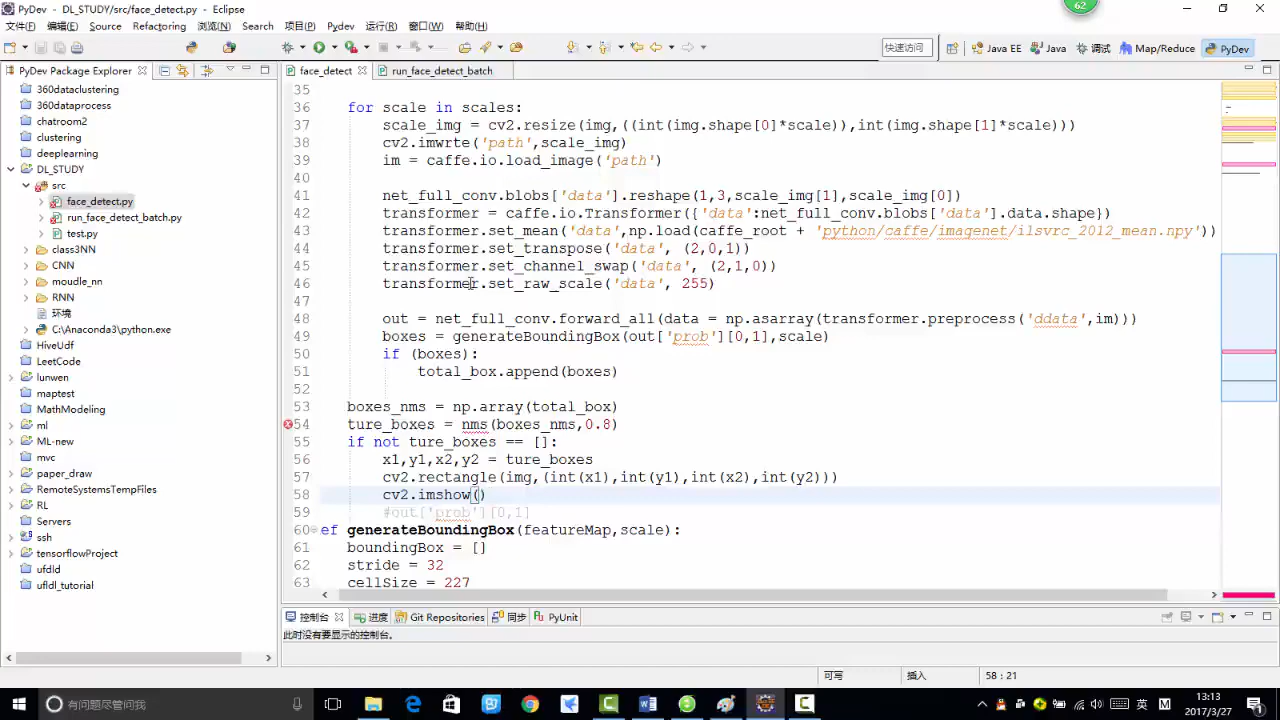 PyDev - DL_STUDY/src/face_detect.py - Eclipse
62
文件(F) 编辑(E) Source Refactoring 浏览(N) Search 项目(P) Pydev 运行(R) 窗口(W) 帮助(H)
快速访问 Java EE Java 调试 Map/Reduce PyDev
PyDev Package Explorer
face_detect run_face_detect_batch
360dataclustering
360dataprocess
chatroom2
clustering
deeplearning
DL_STUDY
src
face_detect.py
run_face_detect_batch.py
test.py
class3NN
CNN
moudle_nn
RNN
环境
C:\Anaconda3\python.exe
HiveUdf
LeetCode
lunwen
maptest
MathModeling
ml
ML-new
mvc
paper_draw
RemoteSystemsTempFiles
RL
Servers
ssh
tensorflowProject
ufldld
ufldl_tutorial
35
36 for scale in scales:
37 scale_img = cv2.resize(img,((int(img.shape[0]*scale)),int(img.shape[1]*scale)))
38 cv2.imwrte('path',scale_img)
39 im = caffe.io.load_image('path')
40
41 net_full_conv.blobs['data'].reshape(1,3,scale_img[1],scale_img[0])
42 transformer = caffe.io.Transformer({'data':net_full_conv.blobs['data'].data.shape})
43 transformer.set_mean('data',np.load(caffe_root + 'python/caffe/imagenet/ilsvrc_2012_mean.npy'))
44 transformer.set_transpose('data', (2,0,1))
45 transformer.set_channel_swap('data', (2,1,0))
46 transformer.set_raw_scale('data', 255)
47
48 out = net_full_conv.forward_all(data = np.asarray(transformer.preprocess('ddata',im)))
49 boxes = generateBoundingBox(out['prob'][0,1],scale)
50 if (boxes):
51 total_box.append(boxes)
52
53 boxes_nms = np.array(total_box)
54 ture_boxes = nms(boxes_nms,0.8)
55 if not ture_boxes == []:
56 x1,y1,x2,y2 = ture_boxes
57 cv2.rectangle(img,(int(x1),int(y1),int(x2),int(y2)))
58 cv2.imshow()
59 #out['prob'][0,1]
60 ef generateBoundingBox(featureMap,scale):
61 boundingBox = []
62 stride = 32
63 cellSize = 227
控制台 进度 Git Repositories 同步 PyUnit
此时没有要显示的控制台。
可写 插入 58 : 21
有问题尽管问我
英 M
13:13
2017/3/27